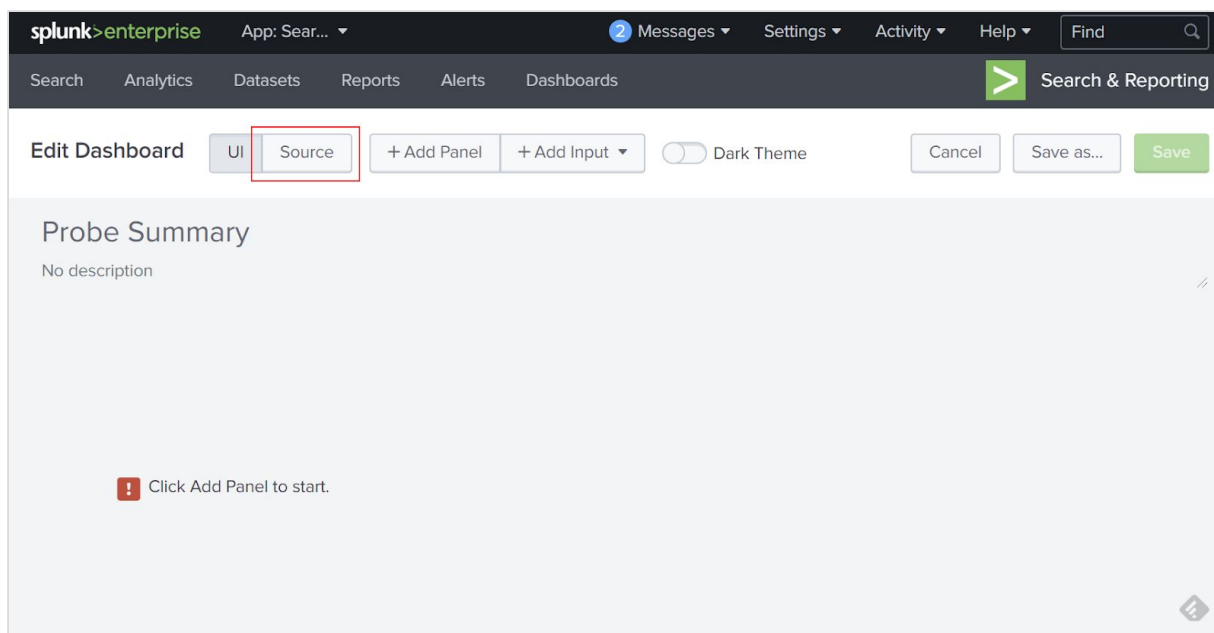 splunk>enterprise App: Sear... 2 Messages Settings Activity Help Find
Search Analytics Datasets Reports Alerts Dashboards > Search & Reporting
Edit Dashboard UI Source + Add Panel + Add Input Dark Theme Cancel Save as... Save
Probe Summary
No description
! Click Add Panel to start.